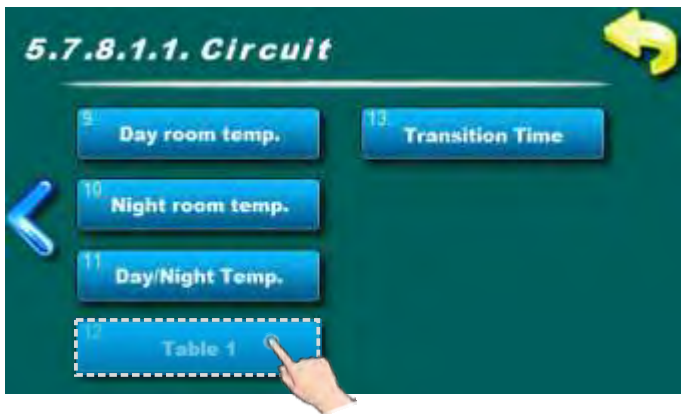 5.7.8.1.1. Circuit
9
Day room temp.
10
Night room temp.
11
Day/Night Temp.
12
Table 1
13
Transition Time